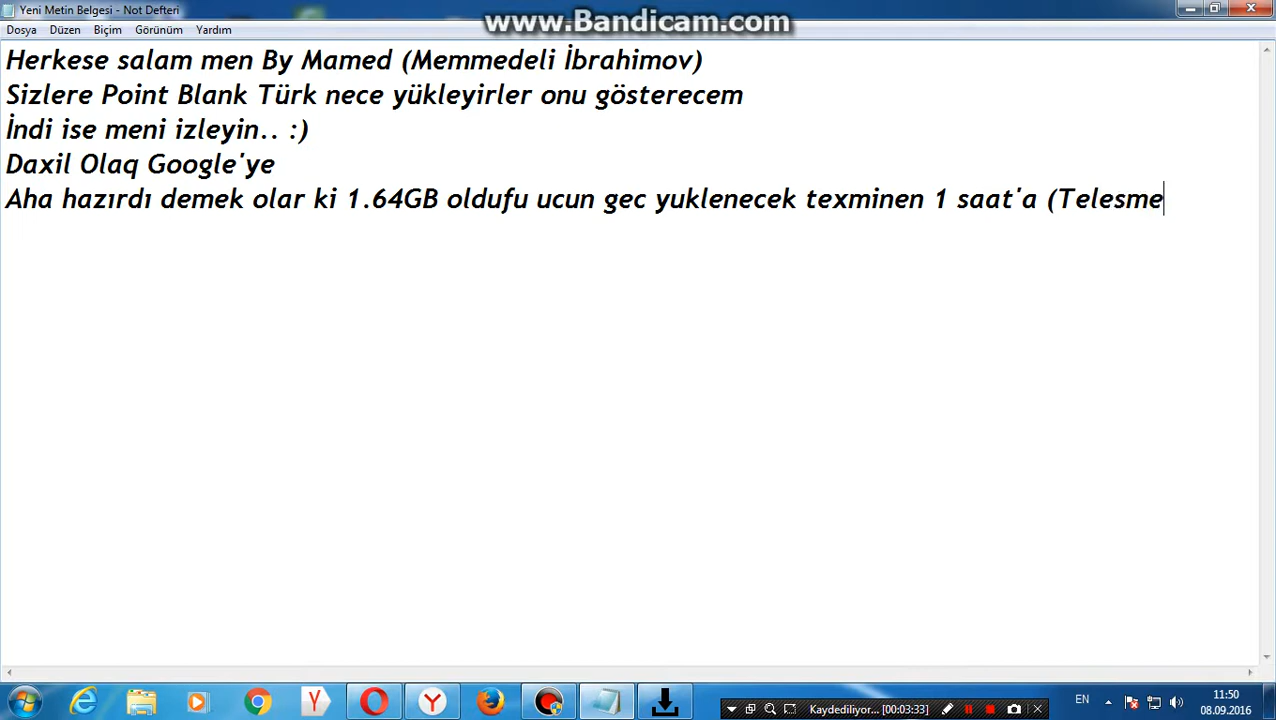 www.Bandicam.com
Yeni Metin Belgesi - Not Defteri
Dosya Düzen Biçim Görünüm Yardım
Herkese salam men By Mamed (Memmedeli İbrahimov)
Sizlere Point Blank Türk nece yükleyirler onu gösterecem
İndi ise meni izleyin.. :)
Daxil Olaq Google'ye
Aha hazırdı demek olar ki 1.64GB oldufu ucun gec yuklenecek texminen 1 saat'a (Telesme
Kaydediliyor... [00:03:33]
EN
11:50
08.09.2016